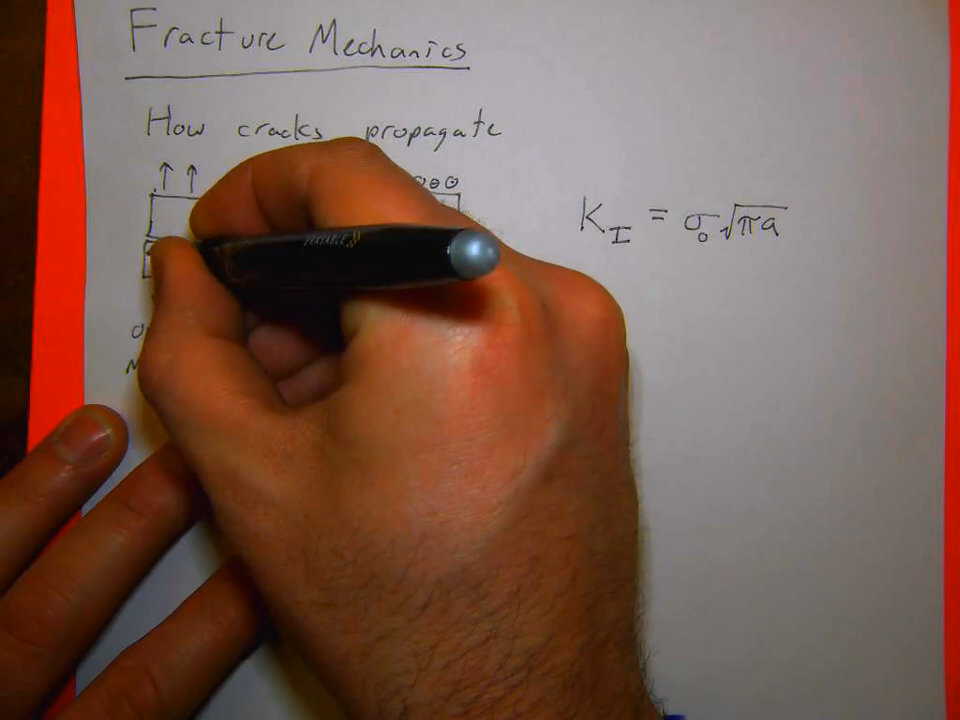 Fracture Mechanics
How cracks propagate
K_I = σ₀√πa